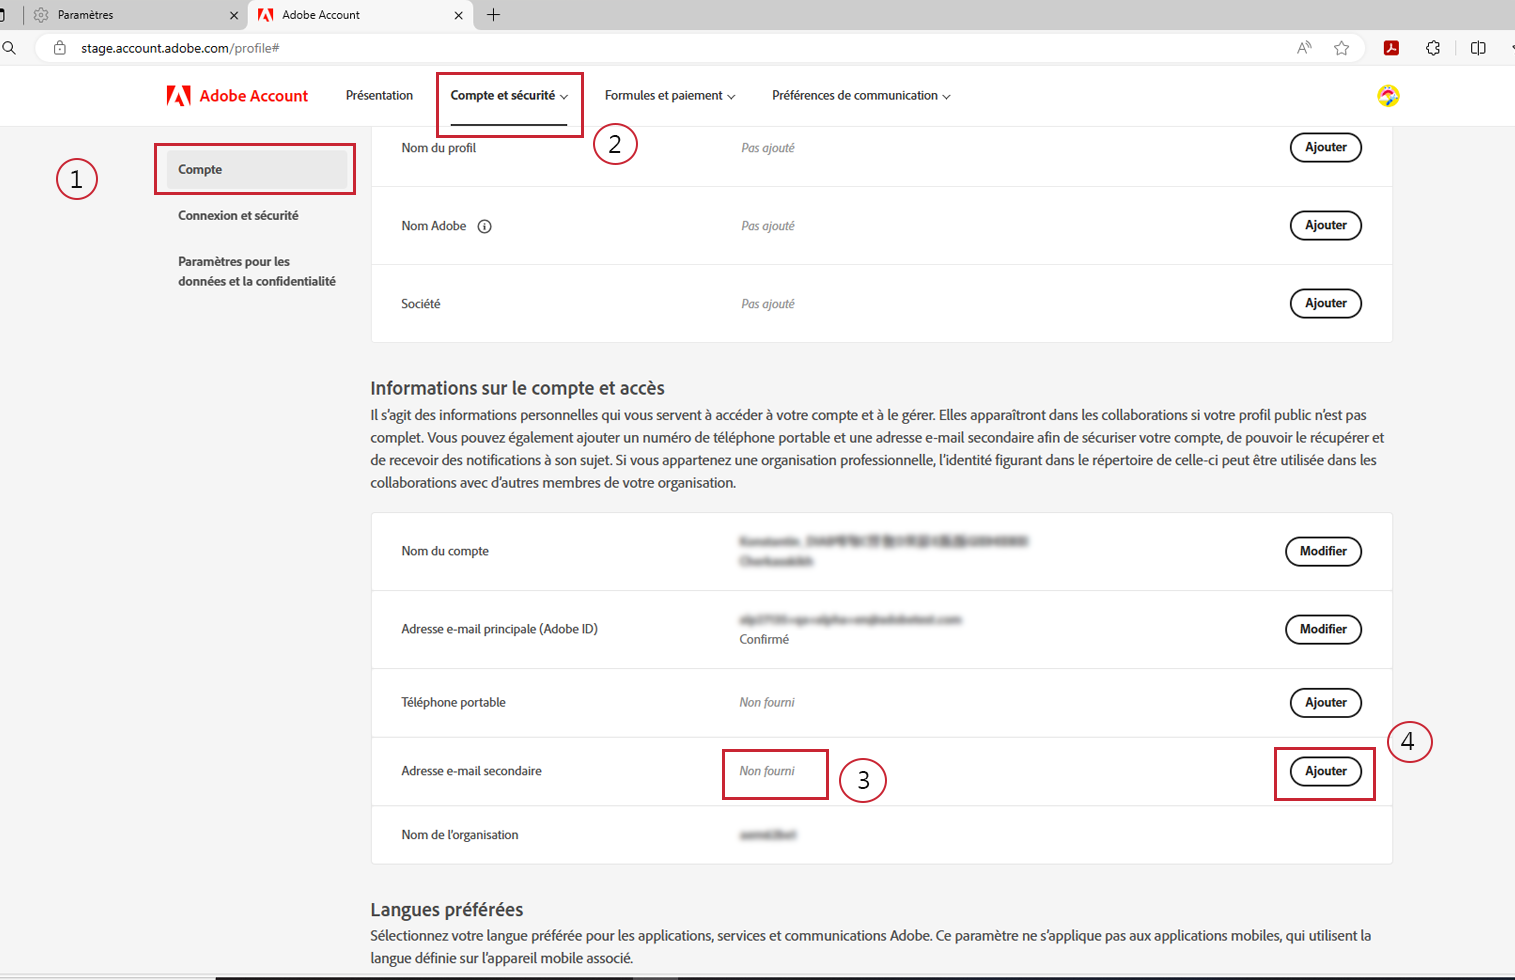 Paramètres
Adobe Account
stage.account.adobe.com/profile#
Adobe Account
Présentation
Compte et sécurité
Formules et paiement
Préférences de communication
1
2
Compte
Connexion et sécurité
Paramètres pour les
données et la confidentialité
Nom du profil
Pas ajouté
Ajouter
Nom Adobe
Pas ajouté
Ajouter
Société
Pas ajouté
Ajouter
Informations sur le compte et accès
Il s’agit des informations personnelles qui vous servent à accéder à votre compte et à le gérer. Elles apparaîtront dans les collaborations si votre profil public n’est pas
complet. Vous pouvez également ajouter un numéro de téléphone portable et une adresse e-mail secondaire afin de sécuriser votre compte, de pouvoir le récupérer et
de recevoir des notifications à son sujet. Si vous appartenez une organisation professionnelle, l’identité figurant dans le répertoire de celle-ci peut être utilisée dans les
collaborations avec d’autres membres de votre organisation.
Nom du compte
Modifier
Adresse e-mail principale (Adobe ID)
Confirmé
Modifier
Téléphone portable
Non fourni
Ajouter
Adresse e-mail secondaire
Non fourni
3
Ajouter
4
Nom de l’organisation
Langues préférées
Sélectionnez votre langue préférée pour les applications, services et communications Adobe. Ce paramètre ne s’applique pas aux applications mobiles, qui utilisent la
langue définie sur l’appareil mobile associé.